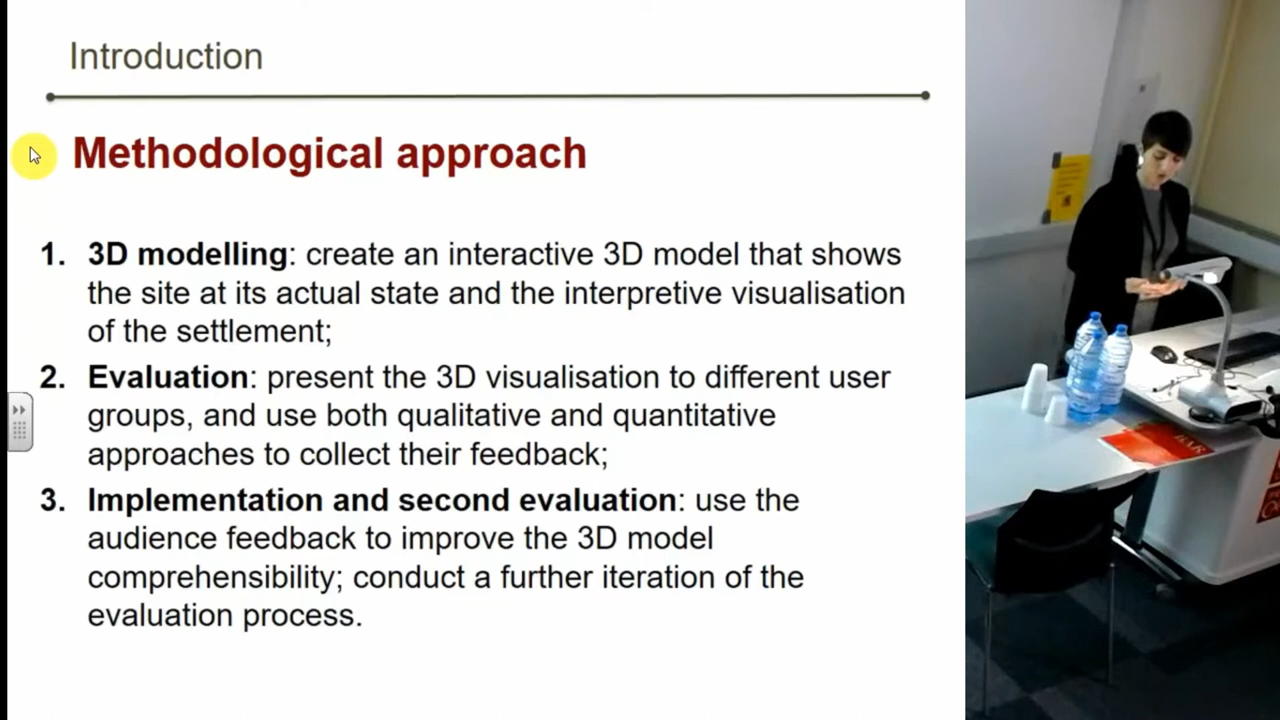 Introduction
Methodological approach
1. 3D modelling: create an interactive 3D model that shows
the site at its actual state and the interpretive visualisation
of the settlement;
2. Evaluation: present the 3D visualisation to different user
groups, and use both qualitative and quantitative
approaches to collect their feedback;
3. Implementation and second evaluation: use the
audience feedback to improve the 3D model
comprehensibility; conduct a further iteration of the
evaluation process.
BAR